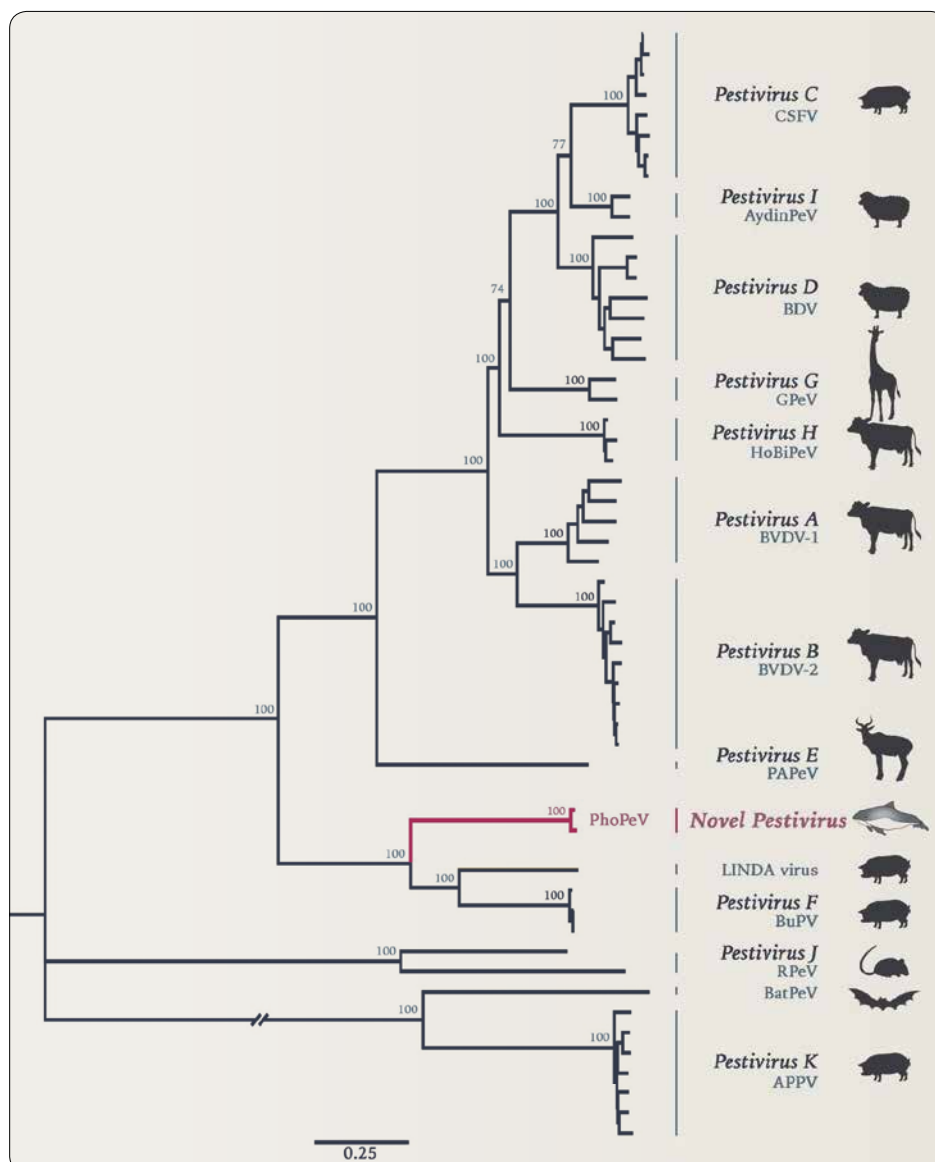 100
Pestivirus C
CSFV
77
100
Pestivirus I
AydinPeV
100
100
Pestivirus D
BDV
74
100
100
Pestivirus G
GPeV
100
Pestivirus H
HoBiPeV
100
100
Pestivirus A
BVDV-1
100
100
Pestivirus B
BVDV-2
100
Pestivirus E
PAPeV
100
100
PhoPeV
Novel Pestivirus
100
100
LINDA virus
100
Pestivirus F
BuPV
100
Pestivirus J
RPeV
BatPeV
100
100
Pestivirus K
APPV
0.25